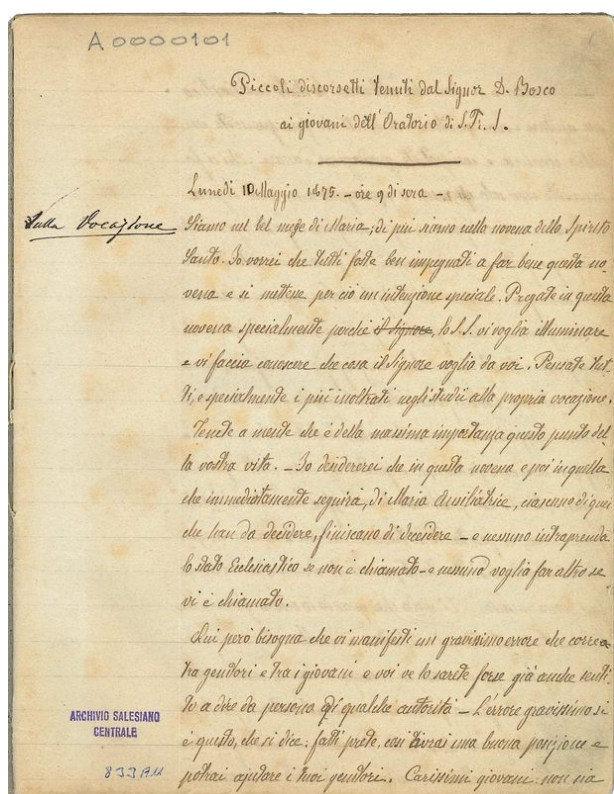 A0000101
Piccoli discorsetti tenuti dal Signor D. Bosco
ai giovani dell'Oratorio di S. Fr. S.
Lunedì 10 Maggio 1875. - ore 9 di sera -
Sulla Vocazione
Siamo nel bel mese di Maria; di più siamo nella novena dello Spirito
Santo. Io vorrei che tutti foste ben impegnati a far bene questa no
vena e si mettesse per ciò un'intenzione speciale. Pregate in questa
novena specialmente perché il Signore, lo S.S. vi voglia illuminare
e vi faccia conoscere che cosa il Signore voglia da voi. Pensate tut-
ti, e specialmente i più inoltrati negli studii alla propria vocazione.
Tenete a mente che è della massima importanza questo punto del
la vostra vita. - Io desidererei che in questa novena e poi in quella
che immediatamente seguirà, di Maria Ausiliatrice, ciascuno di quei
che han da decidere, finiscano di decidere - e nessuno intraprenda
lo stato Ecclesiastico se non è chiamato - e nessuno voglia far altro se
vi è chiamato.
Qui però bisogna che vi manifesti un gravissimo errore che corre
tra genitori e tra i giovani e voi ve lo sarete forse già anche senti
to a dire da persona di qualche autorità - L'errore gravissimo si
è questo, che si dice: fatti prete, così avrai una buona posizione e
potrai ajutare i tuoi genitori. Carissimi giovani: non sia
ARCHIVIO SALESIANO
CENTRALE